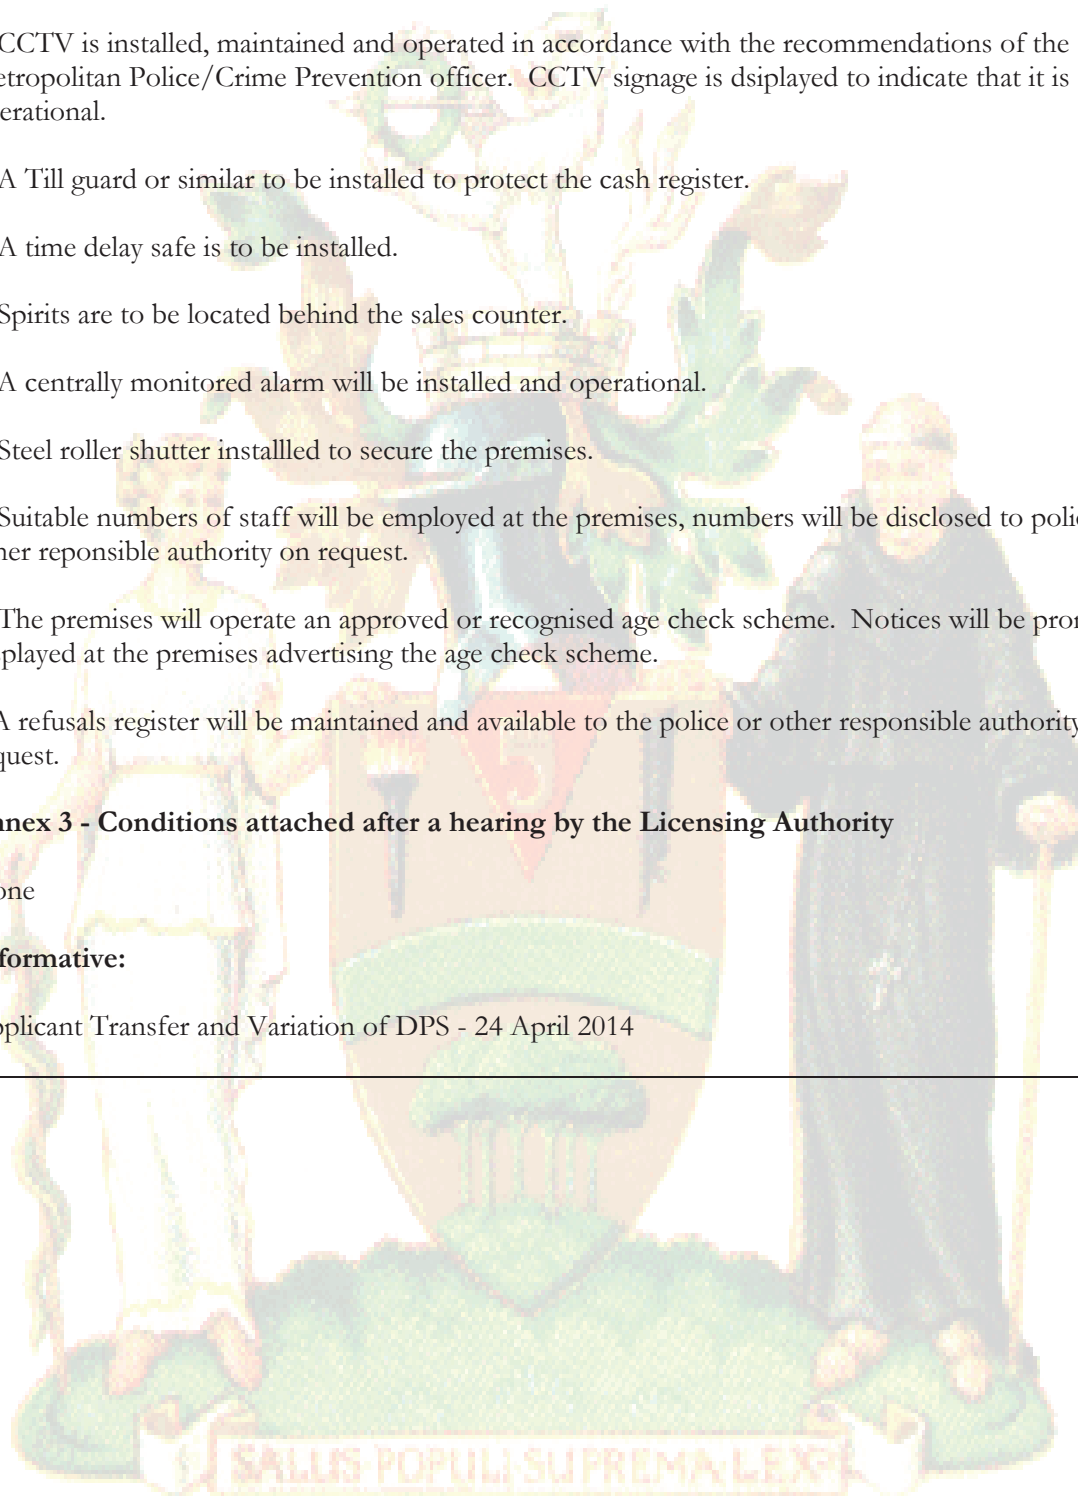 CCTV is installed, maintained and operated in accordance with the recommendations of the
etropolitan Police/Crime Prevention officer.  CCTV signage is dsiplayed to indicate that it is
erational.
A Till guard or similar to be installed to protect the cash register.
A time delay safe is to be installed.
Spirits are to be located behind the sales counter.
A centrally monitored alarm will be installed and operational.
Steel roller shutter installled to secure the premises.
Suitable numbers of staff will be employed at the premises, numbers will be disclosed to polic
her reponsible authority on request.
The premises will operate an approved or recognised age check scheme.  Notices will be pron
splayed at the premises advertising the age check scheme.
A refusals register will be maintained and available to the police or other responsible authority
quest.
nnex 3 - Conditions attached after a hearing by the Licensing Authority
one
formative:
pplicant Transfer and Variation of DPS - 24 April 2014
SALUS POPULI SUPREMA LEX